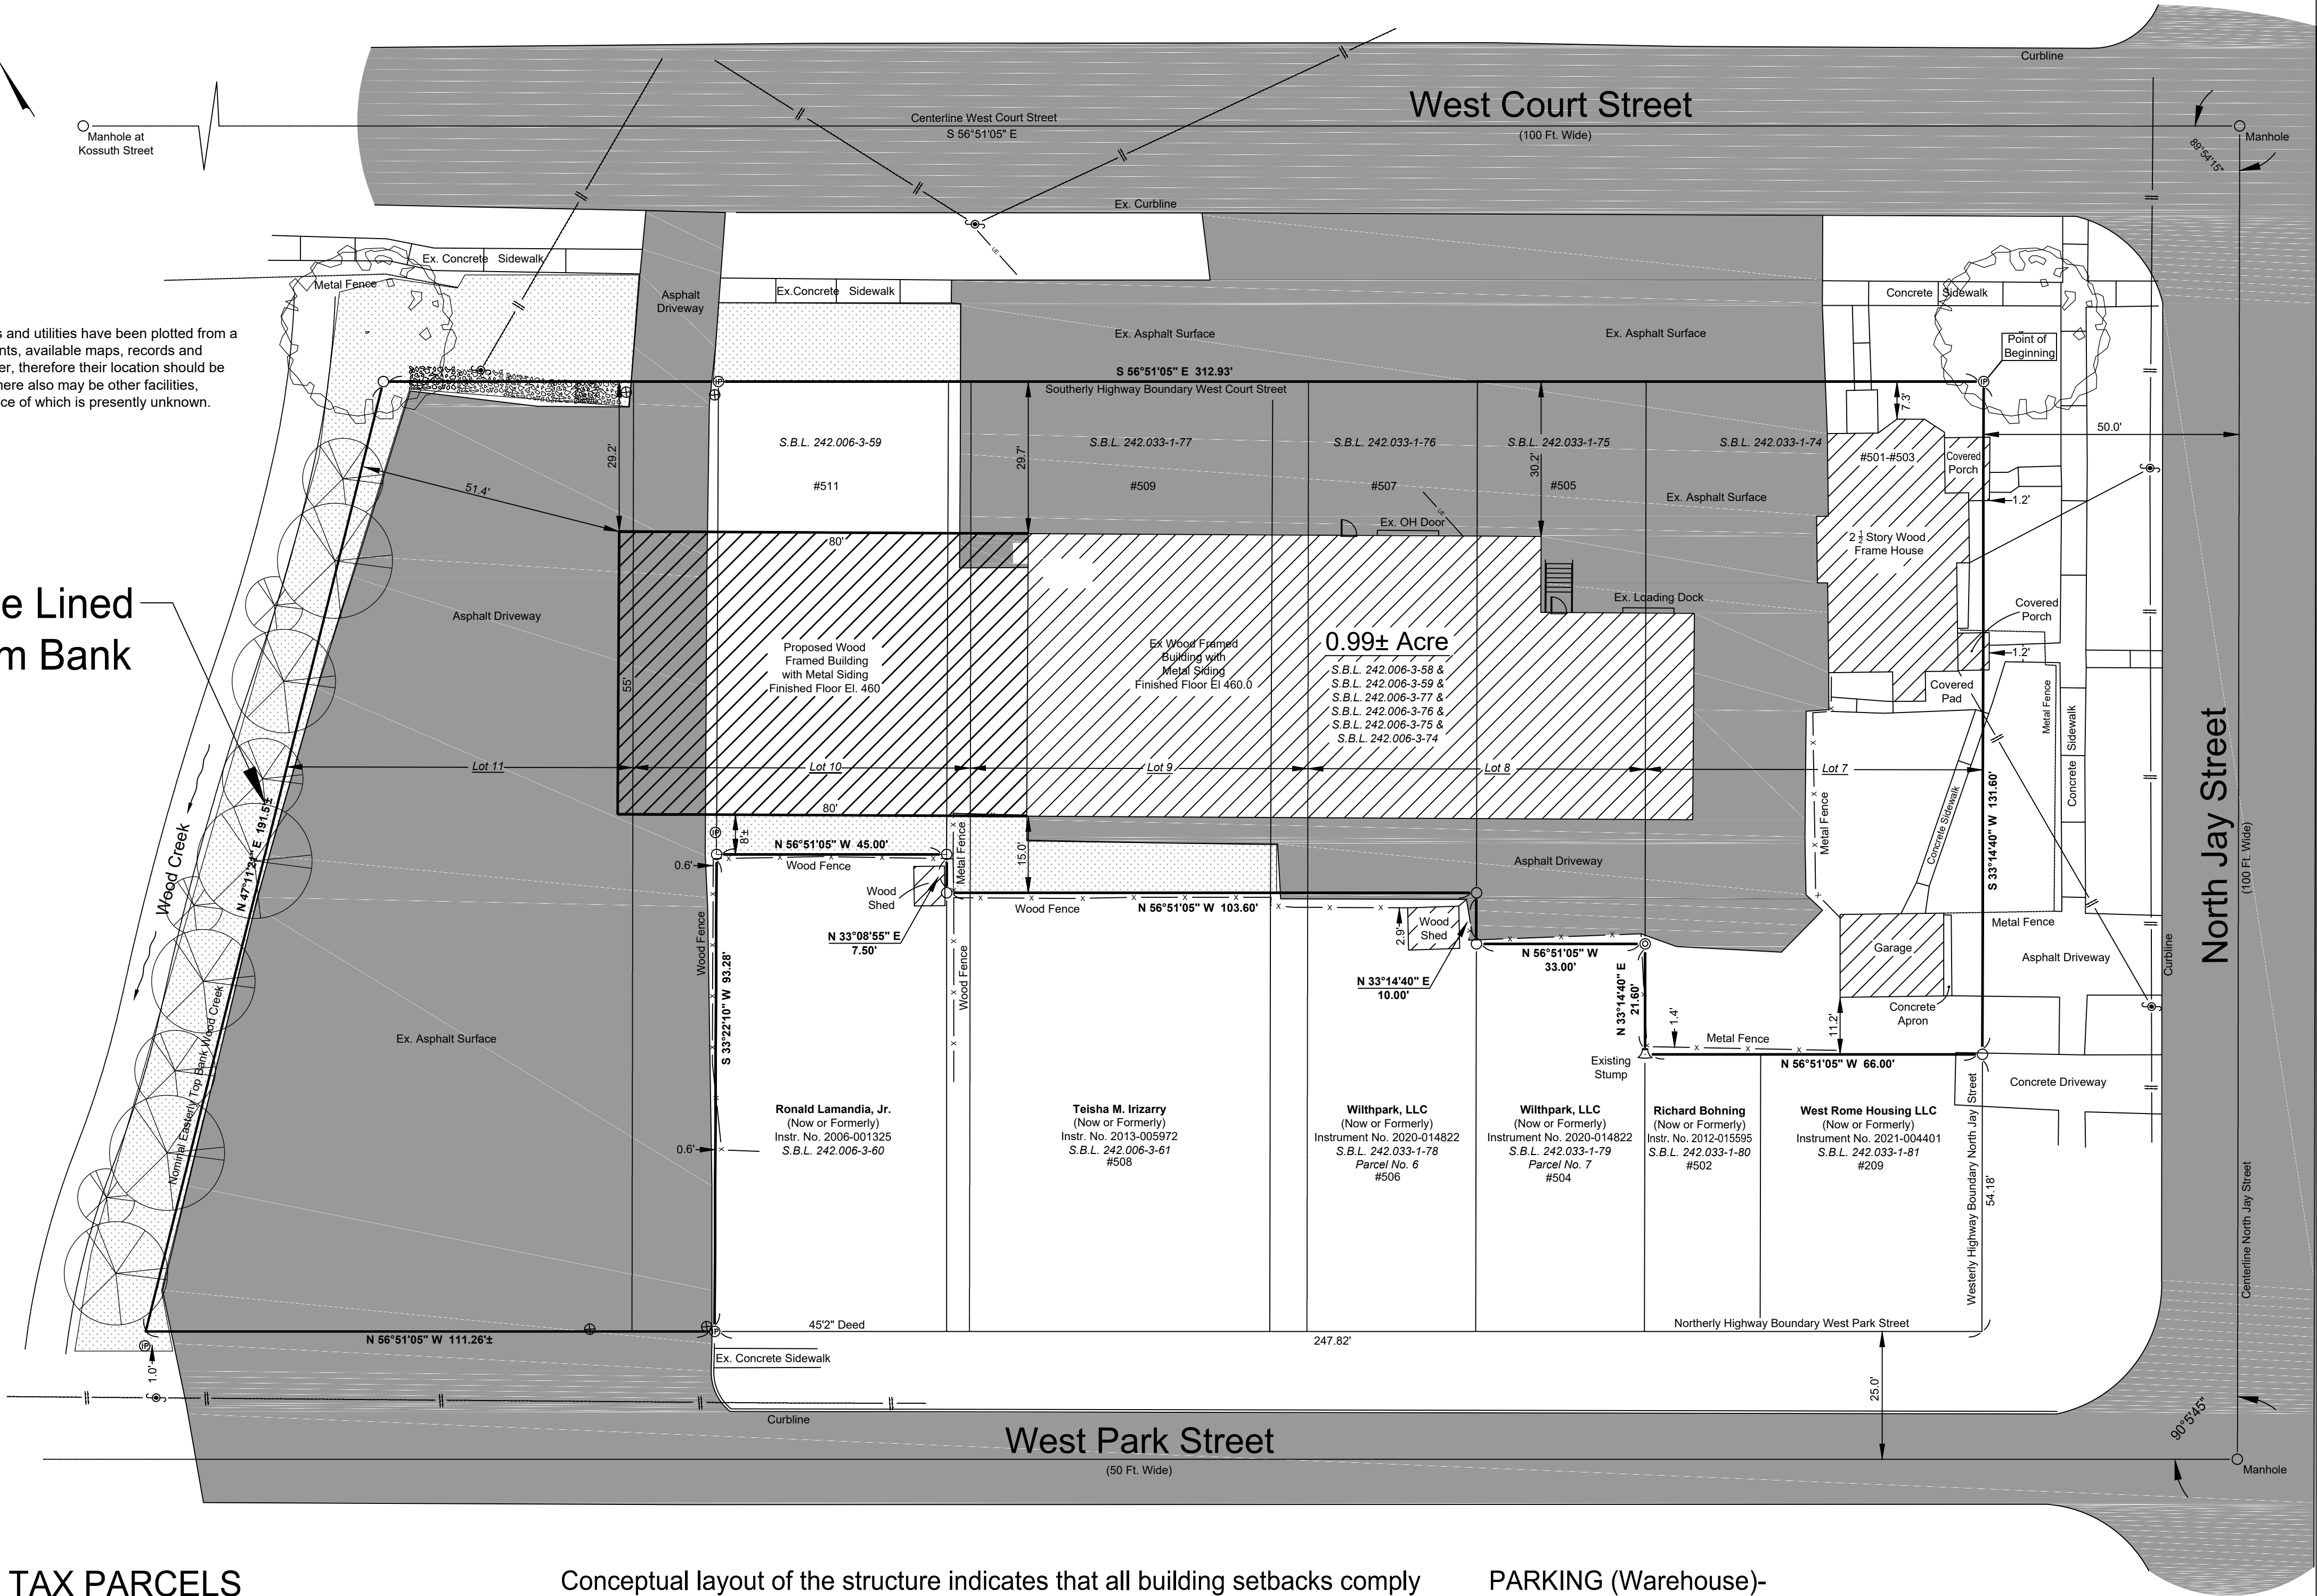 West Court Street
(100 Ft. Wide)
Curbline
Centerline West Court Street
S 56°51'05" E
Manhole at
Kossuth Street
Manhole
89°54'15"
Ex. Curbline
UE
Ex. Concrete Sidewalk
Metal Fence
Asphalt
Driveway
Ex.Concrete Sidewalk
Concrete Sidewalk
Ex. Asphalt Surface
Ex. Asphalt Surface
Point of
Beginning
s and utilities have been plotted from a
nts, available maps, records and
er, therefore their location should be
here also may be other facilities,
ce of which is presently unknown.
S 56°51'05" E 312.93'
Southerly Highway Boundary West Court Street
IP
IP
7.3'
50.0'
29.2'
29.7'
30.2'
S.B.L. 242.006-3-59
S.B.L. 242.033-1-77
S.B.L. 242.033-1-76
S.B.L. 242.033-1-75
S.B.L. 242.033-1-74
#511
#509
#507
#505
#501-#503
Covered
Porch
51.4'
Ex. Asphalt Surface
1.2'
Ex. OH Door
UE
80'
2 ½ Story Wood
Frame House
e Lined
m Bank
Asphalt Driveway
Ex. Loading Dock
Covered
Porch
1.2'
Proposed Wood
Framed Building
with Metal Siding
Finished Floor El. 460
55'
Ex Wood Framed
Building with
Metal Siding
Finished Floor El 460.0
0.99± Acre
S.B.L. 242.006-3-58 &
S.B.L. 242.006-3-59 &
S.B.L. 242.006-3-77 &
S.B.L. 242.006-3-76 &
S.B.L. 242.006-3-75 &
S.B.L. 242.006-3-74
Covered
Pad
Metal Fence
Concrete Sidewalk
Lot 11
Lot 10
Lot 9
Lot 8
Lot 7
North Jay Street
(100 Ft. Wide)
S 33°14'40" W 131.60'
Metal Fence
Concrete Sidewalk
Wood Creek
N 47°11'21" E 191.5'±
80'
IP
8'±
N 56°51'05" W 45.00'
Wood Fence
Metal Fence
15.0'
0.6'
Asphalt Driveway
Wood
Shed
Wood Fence
N 56°51'05" W 103.60'
N 33°08'55" E
7.50'
Wood
Shed
2.9'
N 33°14'40" E
10.00'
N 56°51'05" W
33.00'
Garage
Metal Fence
Asphalt Driveway
Curbline
Wood Fence
Wood Fence
S 33°22'10" W 93.28'
N 33°14'40" E
21.60'
1.4'
11.2'
Concrete
Apron
Metal Fence
N 56°51'05" W 66.00'
Existing
Stump
Ex. Asphalt Surface
Nominal Easterly Top Bank Wood Creek
Concrete Driveway
0.6'
Ronald Lamandia, Jr.
(Now or Formerly)
Instr. No. 2006-001325
S.B.L. 242.006-3-60
Teisha M. Irizarry
(Now or Formerly)
Instr. No. 2013-005972
S.B.L. 242.006-3-61
#508
Wilthpark, LLC
(Now or Formerly)
Instrument No. 2020-014822
S.B.L. 242.033-1-78
Parcel No. 6
#506
Wilthpark, LLC
(Now or Formerly)
Instrument No. 2020-014822
S.B.L. 242.033-1-79
Parcel No. 7
#504
Richard Bohning
(Now or Formerly)
Instr. No. 2012-015595
S.B.L. 242.033-1-80
#502
West Rome Housing LLC
(Now or Formerly)
Instrument No. 2021-004401
S.B.L. 242.033-1-81
#209
Westerly Highway Boundary North Jay Street
54.18'
Centerline North Jay Street
N 56°51'05" W 111.26'±
IP
45'2" Deed
247.82'
Northerly Highway Boundary West Park Street
IP
1.0'
Ex. Concrete Sidewalk
25.0'
Curbline
West Park Street
(50 Ft. Wide)
90°5'45"
Manhole
TAX PARCELS
Conceptual layout of the structure indicates that all building setbacks comply
PARKING (Warehouse)-